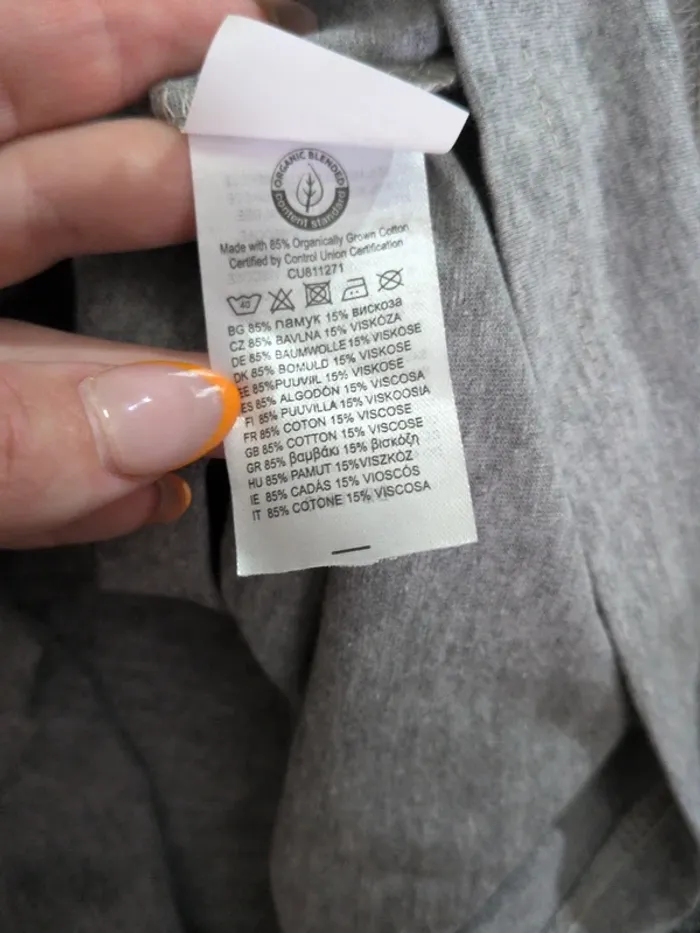 ORGANIC BLENDED
content standard
Made with 85% Organically Grown Cotton
Certified by Control Union Certification
CU811271
40
BG 85% памук 15% вискоза
CZ 85% BAVLNA 15% VISKÓZA
DE 85% BAUMWOLLE 15% VISKOSE
DK 85% BOMULD 15% VISKOSE
EE 85%PUUVIIL 15% VISKOSE
ES 85% ALGODÓN 15% VISCOSA
FI 85% PUUVILLA 15% VISKOOSIA
FR 85% COTON 15% VISCOSE
GB 85% COTTON 15% VISCOSE
GR 85% βαμβάκι 15% βισκόζη
HU 85% PAMUT 15%VISZKÓZ
IE 85% CADÁS 15% VIOSCÓS
IT 85% COTONE 15% VISCOSA